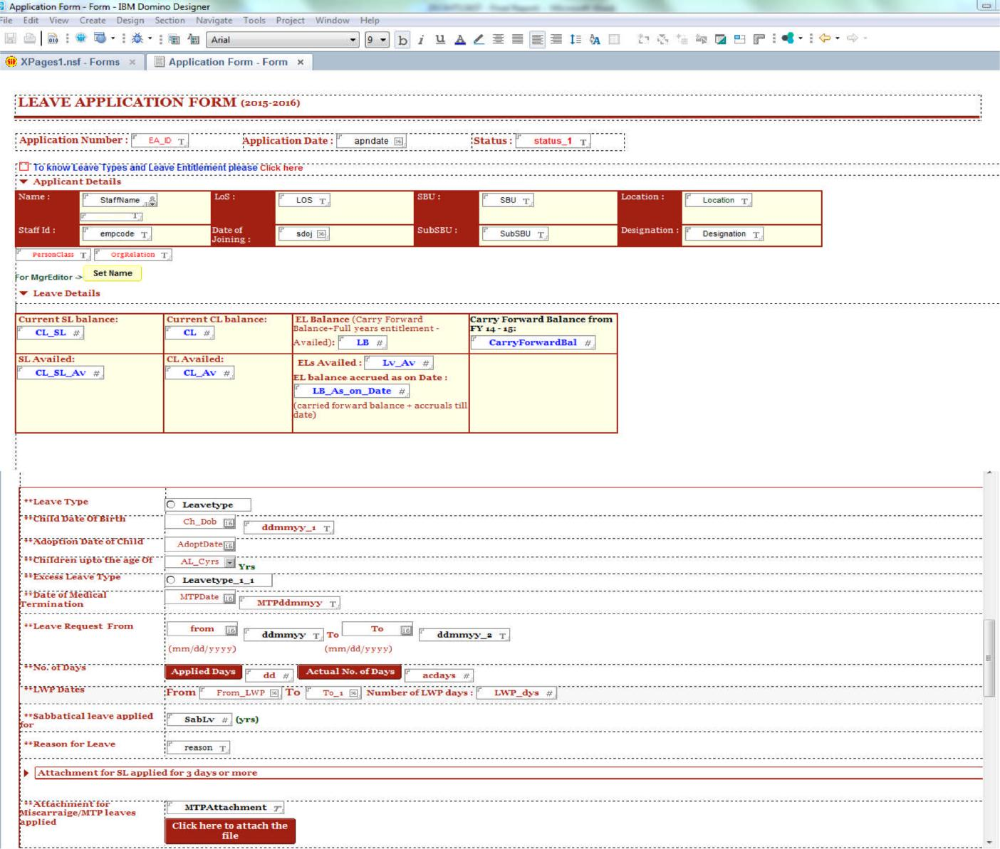 Application Form - Form - IBM Domino Designer
File Edit View Create Design Section Navigate Tools Project Window Help
Arial 9 b i u A
XPages1.nsf - Forms Application Form - Form
LEAVE APPLICATION FORM (2015-2016)
Application Number : EA_ID T Application Date : apndate 16 Status : status_1 T
To know Leave Types and Leave Entitlement please Click here
Applicant Details
Name : StaffName LoS : LOS T SBU : SBU T Location : Location T
T
Staff Id : empcode T Date of Joining : sdoj 16 SubSBU : SubSBU T Designation : Designation T
PersonClass T OrgRelation T
For MgrEditor -> Set Name
Leave Details
Current SL balance: Current CL balance: EL Balance (Carry Forward Carry Forward Balance from
CL_SL # CL # Balance+Full years entitlement - FY 14 - 15:
Availed): LB # CarryForwardBal #
SL Availed: CL Availed: ELs Availed : Lv_Av #
CL_SL_Av # CL_Av # EL balance accrued as on Date :
LB_As_on_Date #
(carried forward balance + accruals till
date)
**Leave Type Leavetype
**Child Date Of Birth Ch_Dob 16 ddmmyy_1 T
**Adoption Date of Child AdoptDate 16
**Children upto the age Of AL_Cyrs Yrs
**Excess Leave Type Leavetype_1_1
**Date of Medical MTPDate 16 MTPddmmyy T
Termination
**Leave Request From from 16 ddmmyy T To To 16 ddmmyy_2 T
(mm/dd/yyyy) (mm/dd/yyyy)
**No. of Days Applied Days dd # Actual No. of Days acdays #
**LWP Dates From From_LWP 16 To To_1 16 Number of LWP days : LWP_dys #
**Sabbatical leave applied SabLv # (yrs)
for
**Reason for Leave reason T
Attachment for SL applied for 3 days or more
**Attachment for MTPAttachment T
Miscarraige/MTP leaves
applied
Click here to attach the
file